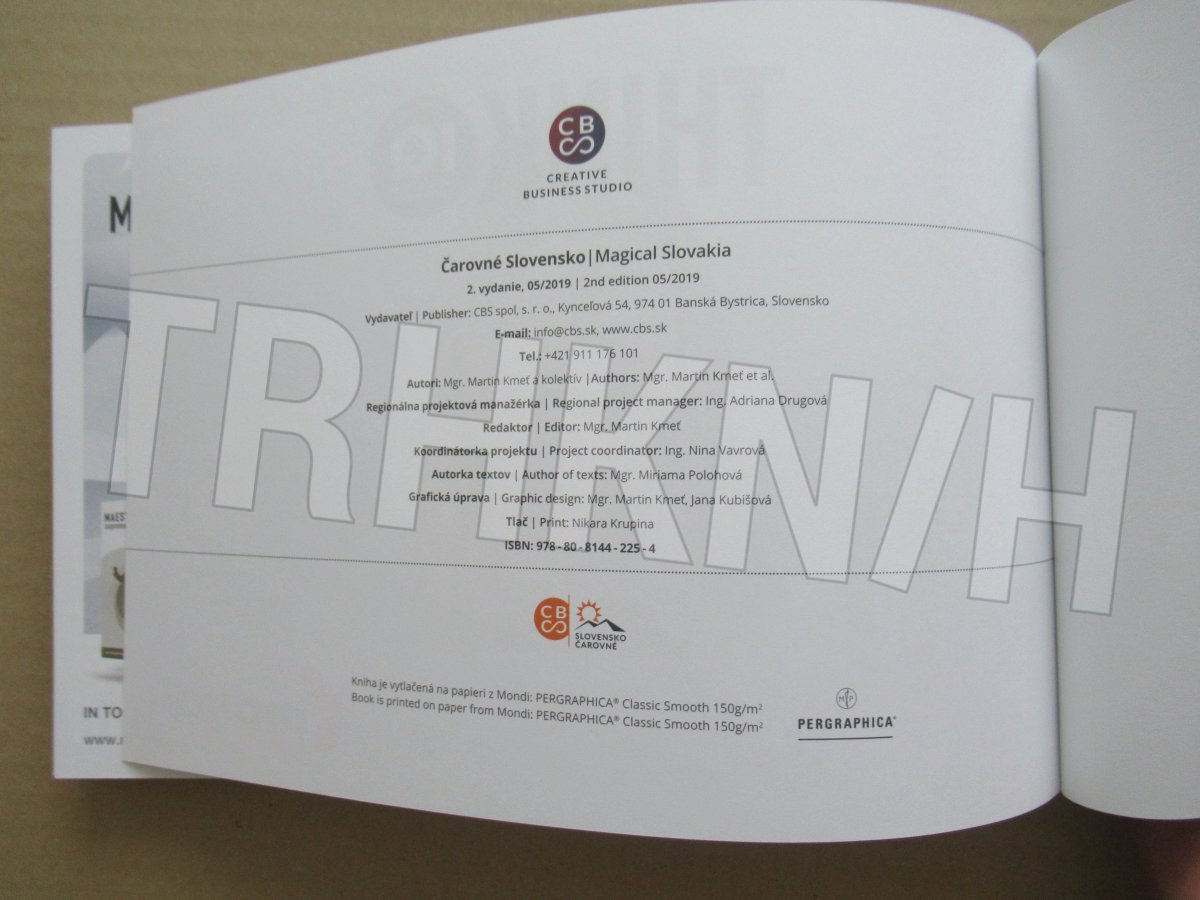 CBS
CREATIVE
BUSINESS STUDIO
Čarovné Slovensko|Magical Slovakia
2. vydanie, 05/2019 | 2nd edition 05/2019
Vydavateľ | Publisher: CBS spol, s. r. o., Kynceľová 54, 974 01 Banská Bystrica, Slovensko
E-mail: info@cbs.sk, www.cbs.sk
Tel.: +421 911 176 101
Autori: Mgr. Martin Kmeť a kolektív |Authors: Mgr. Martin Kmeť et al.
Regionálna projektová manažérka | Regional project manager: Ing. Adriana Drugová
Redaktor | Editor: Mgr. Martin Kmeť
Koordinátorka projektu | Project coordinator: Ing. Nina Vavrová
Autorka textov | Author of texts: Mgr. Miriama Polohová
Grafická úprava | Graphic design: Mgr. Martin Kmeť, Jana Kubišová
Tlač | Print: Nikara Krupina
ISBN: 978 - 80 - 8144 - 225 - 4
TRHKNIH
CBS
SLOVENSKO
ČAROVNÉ
Kniha je vytlačená na papieri z Mondi: PERGRAPHICA® Classic Smooth 150g/m²
Book is printed on paper from Mondi: PERGRAPHICA® Classic Smooth 150g/m²
MP
PERGRAPHICA®
IN TO
www.